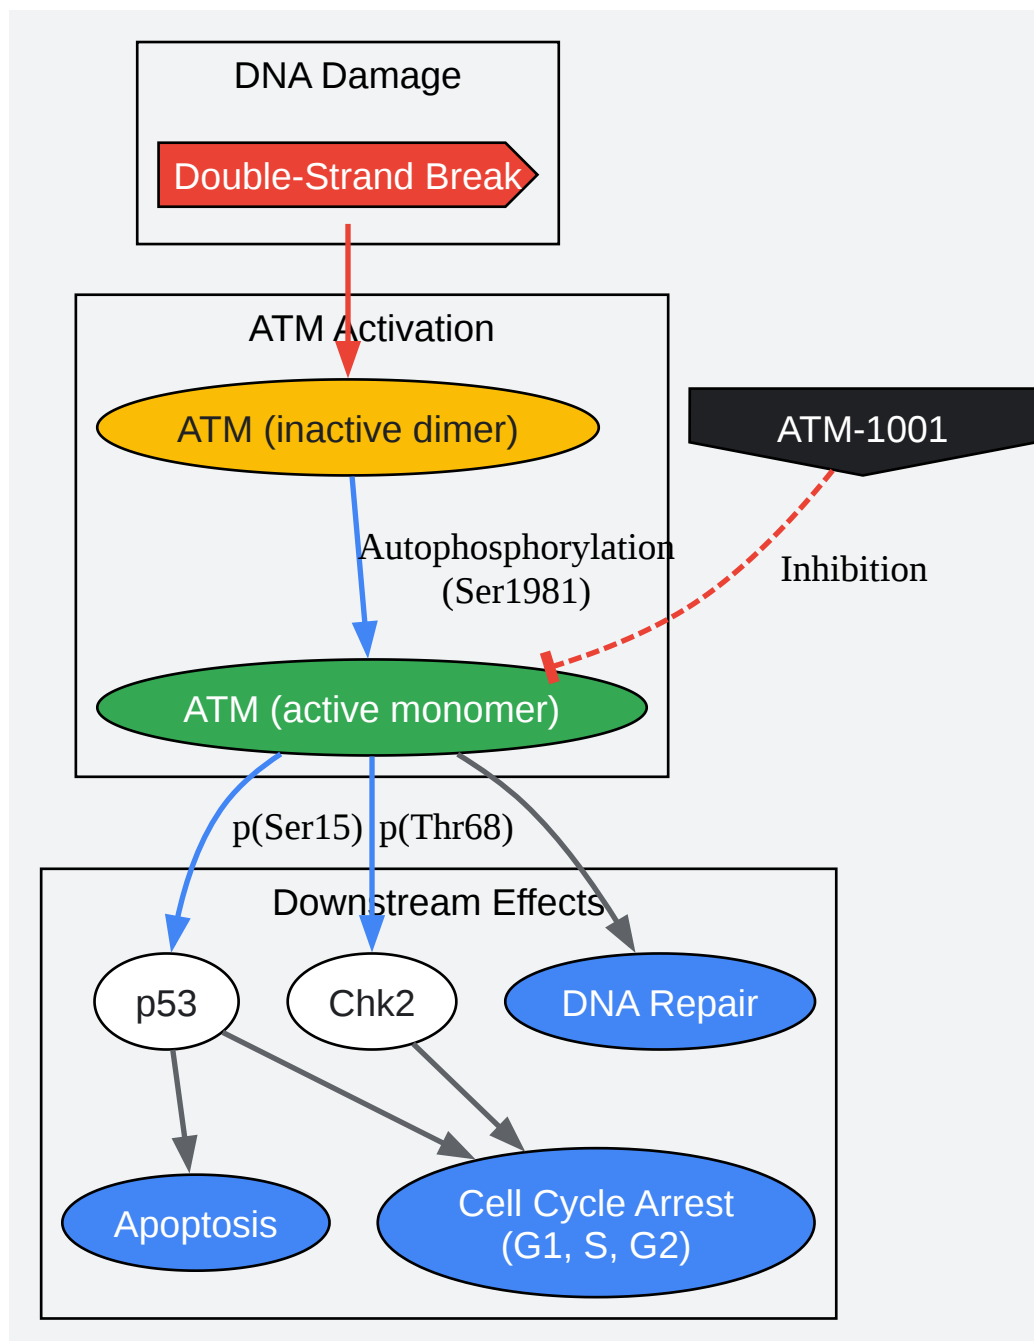 DNA Damage
Double-Strand Break
ATM Activation
ATM (inactive dimer)
ATM-1001
Autophosphorylation
(Ser1981)
Inhibition
ATM (active monomer)
p(Ser15)
p(Thr68)
Downstream Effects
p53
Chk2
DNA Repair
Apoptosis
Cell Cycle Arrest
(G1, S, G2)